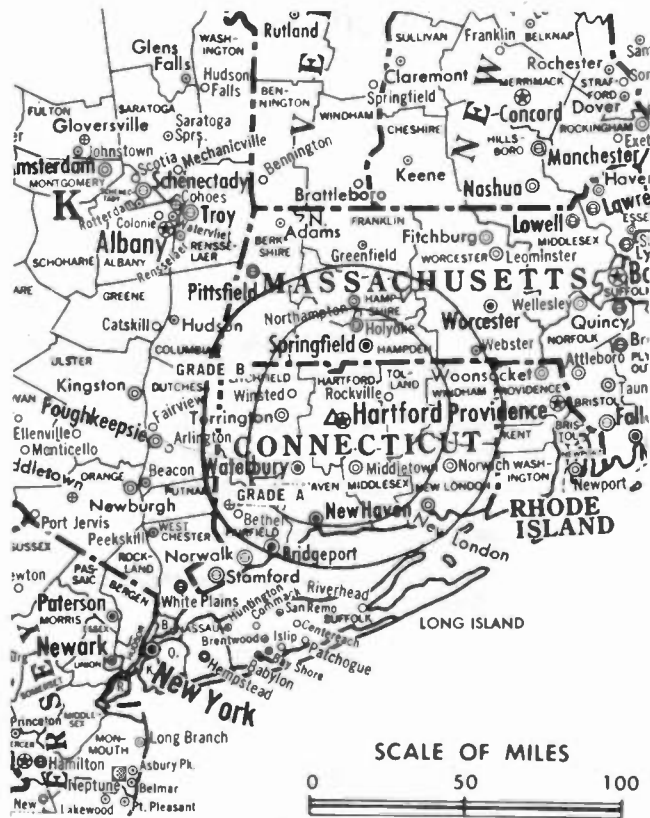 Rutland
WASHINGTON
Glens Falls
Hudson Falls
SULLIVAN
Franklin
BELKNAP
Claremont
Rochester
MERRIMACK
STRAFFORD
Springfield
Concord
Dover
FULTON
SARATOGA
BENNINGTON
WINDHAM
CHESHIRE
HILLSBORO
ROCKINGHAM
Gloversville
Saratoga Sprs.
Johnstown
Mechanicville
Scotia
Bennington
Manchester
MONTGOMERY
Schenectady
Keene
Nashua
Rotterdam
Cohoes
Colonie
Troy
Watervliet
Brattleboro
K
Albany
Rensselaer
RENSSELAER
N. Adams
FRANKLIN
Fitchburg
Lowell
MIDDLESEX
SCHOHARIE
ALBANY
BERKSHIRE
Greenfield
WORCESTER
Leominster
Pittsfield
MASSACHUSETTS
SUFFOLK
GREENE
HAMPSHIRE
Northampton
Holyoke
Wellesley
Worcester
Quincy
Catskill
Hudson
Springfield
HAMPDEN
Webster
NORFOLK
ULSTER
COLUMBIA
GRADE B
LITCHFIELD
HARTFORD
TOLLAND
Woonsocket
Attleboro
Kingston
DUTCHESS
Winsted
Rockville
WINDHAM
PROVIDENCE
Fairview
Torrington
Hartford
Providence
BRISTOL
Poughkeepsie
Arlington
CONNECTICUT
KENT
BRISTOL
Ellenville
Monticello
Waterbury
Middletown
Norwich
WASHINGTON
Beacon
ORANGE
PUTNAM
GRADE A
MIDDLESEX
NEW LONDON
Newport
Newburgh
Bethel
FAIRFIELD
New Haven
New London
RHODE ISLAND
Port Jervis
Peekskill
WESTCHESTER
Bridgeport
SUSSEX
ROCKLAND
Norwalk
PASSAIC
Stamford
BERGEN
White Plains
Riverhead
Huntington
Commack
San Remo
SUFFOLK
LONG ISLAND
Paterson
MORRIS
ESSEX
Brentwood
Centereach
Islip
Patchogue
Newark
UNION
Bay Shore
Babylon
Hempstead
New York
Princeton
MIDDLESEX
MONMOUTH
Long Branch
Hamilton
Asbury Pk.
Neptune
Belmar
Lakewood
Pt. Pleasant
SCALE OF MILES
0 50 100